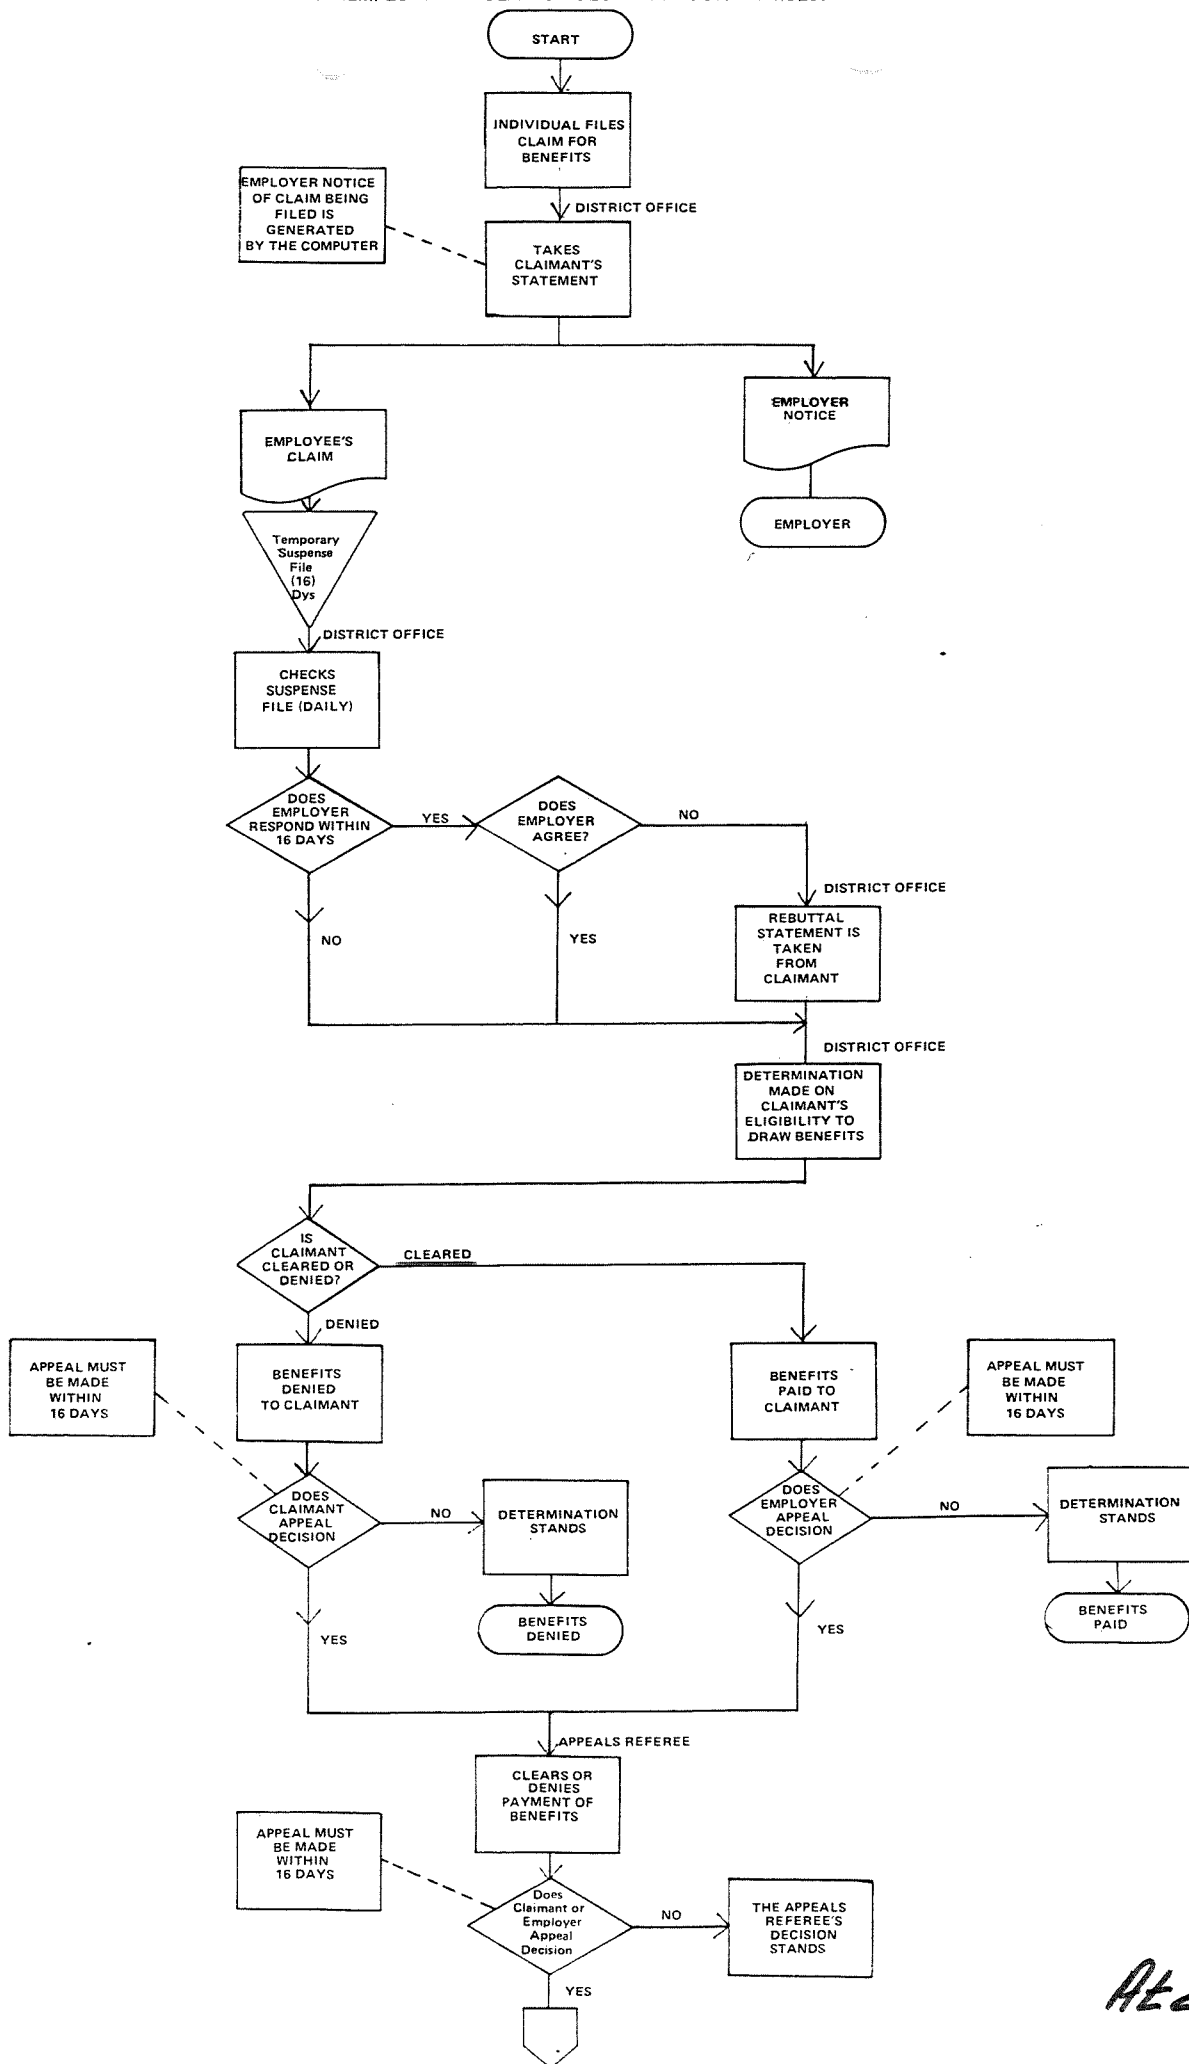 START
INDIVIDUAL FILES
CLAIM FOR
BENEFITS
DISTRICT OFFICE
EMPLOYER NOTICE
OF CLAIM BEING
FILED IS
GENERATED
BY THE COMPUTER
TAKES
CLAIMANT'S
STATEMENT
EMPLOYEE'S
CLAIM
EMPLOYER
NOTICE
EMPLOYER
Temporary
Suspense
File
(16)
Dys
DISTRICT OFFICE
CHECKS
SUSPENSE
FILE (DAILY)
DOES
EMPLOYER
RESPOND WITHIN
16 DAYS
YES
DOES
EMPLOYER
AGREE?
NO
NO
YES
DISTRICT OFFICE
REBUTTAL
STATEMENT IS
TAKEN
FROM
CLAIMANT
DISTRICT OFFICE
DETERMINATION
MADE ON
CLAIMANT'S
ELIGIBILITY TO
DRAW BENEFITS
IS
CLAIMANT
CLEARED OR
DENIED?
CLEARED
DENIED
APPEAL MUST
BE MADE
WITHIN
16 DAYS
BENEFITS
DENIED
TO CLAIMANT
BENEFITS
PAID TO
CLAIMANT
APPEAL MUST
BE MADE
WITHIN
16 DAYS
DOES
CLAIMANT
APPEAL
DECISION
NO
DETERMINATION
STANDS
DOES
EMPLOYER
APPEAL
DECISION
NO
DETERMINATION
STANDS
YES
BENEFITS
DENIED
YES
BENEFITS
PAID
APPEALS REFEREE
CLEARS OR
DENIES
PAYMENT OF
BENEFITS
APPEAL MUST
BE MADE
WITHIN
16 DAYS
Does
Claimant or
Employer
Appeal
Decision
NO
THE APPEALS
REFEREE'S
DECISION
STANDS
YES